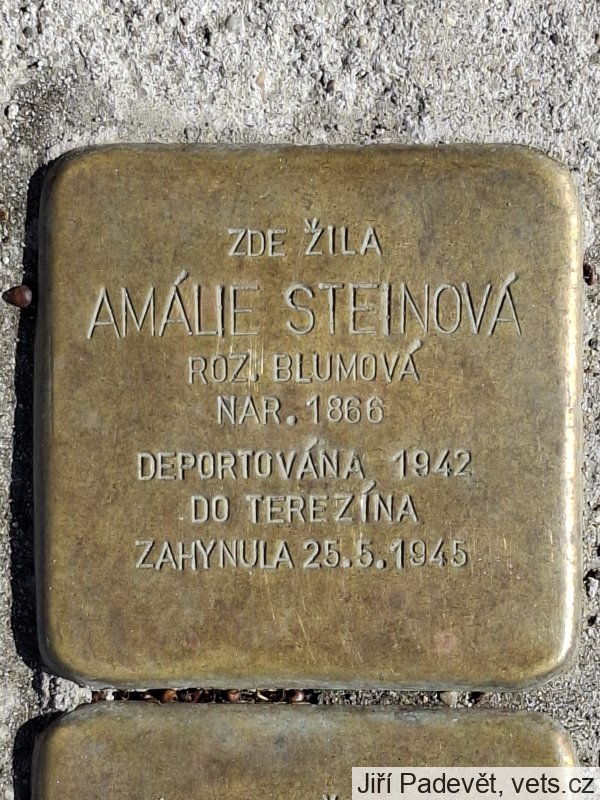 ZDE ŽILA
AMÁLIE STEINOVÁ
ROZ. BLUMOVÁ
NAR. 1866
DEPORTOVÁNA 1942
DO TEREZÍNA
ZAHYNULA 25.5.1945
Jiří Padevět, vets.cz